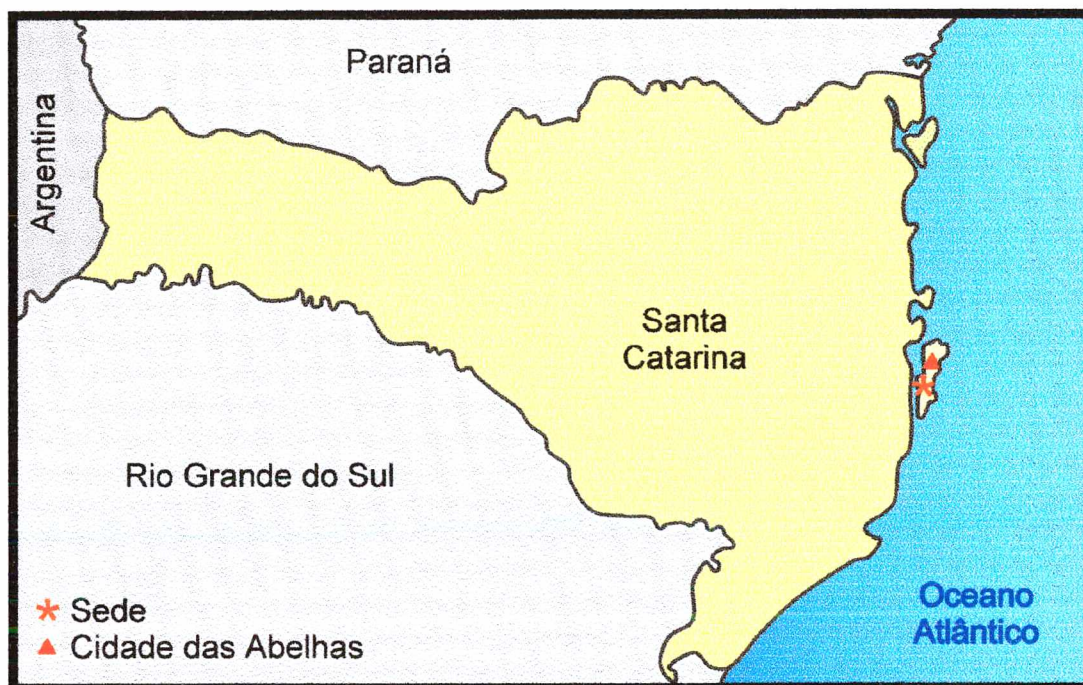 Paraná
Argentina
Santa
Catarina
Rio Grande do Sul
Oceano
Atlântico
Sede
Cidade das Abelhas